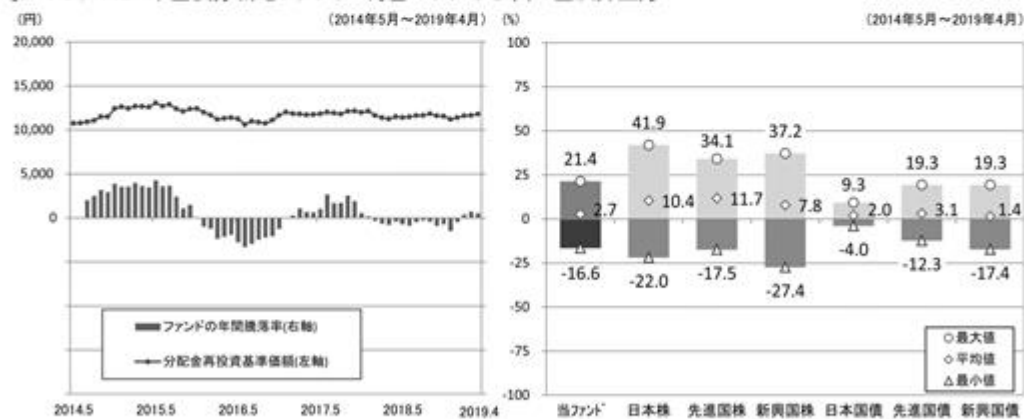 (円)
(2014年5月～2019年4月)
20,000
15,000
10,000
5,000
0
ファンドの年間騰落率(右軸)
分配金再投資基準価額(左軸)
2014.5 2015.5 2016.5 2017.5 2018.5 2019.4
(%)
(2014年5月～2019年4月)
100
75
50
25
0
-25
-50
-75
-100
21.4 41.9 34.1 37.2 9.3 19.3 19.3
2.7 10.4 11.7 7.8 2.0 3.1 1.4
-16.6 -22.0 -17.5 -27.4 -4.0 -12.3 -17.4
最大値
平均値
最小値
当ファンド 日本株 先進国株 新興国株 日本国債 先進国債 新興国債